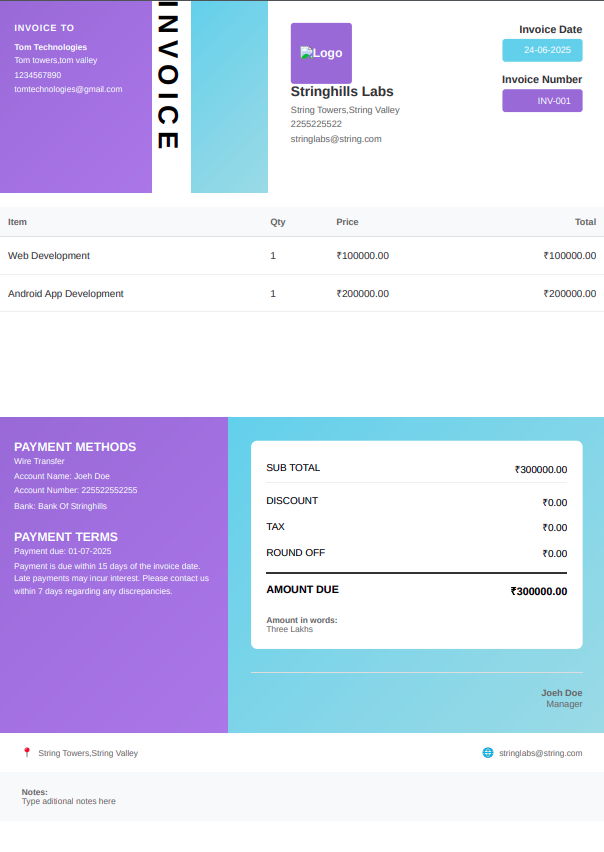 INVOICE TO
Tom Technologies
Tom towers,tom valley
1234567890
tomtechnologies@gmail.com
INVOICE
Logo
Stringhills Labs
String Towers,String Valley
2255225522
stringlabs@string.com
Invoice Date
24-06-2025
Invoice Number
INV-001
Item Qty Price Total
Web Development 1 ₹100000.00 ₹100000.00
Android App Development 1 ₹200000.00 ₹200000.00
PAYMENT METHODS
Wire Transfer
Account Name: Joeh Doe
Account Number: 225522552255
Bank: Bank Of Stringhills
PAYMENT TERMS
Payment due: 01-07-2025
Payment is due within 15 days of the invoice date.
Late payments may incur interest. Please contact us
within 7 days regarding any discrepancies.
SUB TOTAL ₹300000.00
DISCOUNT ₹0.00
TAX ₹0.00
ROUND OFF ₹0.00
AMOUNT DUE ₹300000.00
Amount in words:
Three Lakhs
Joeh Doe
Manager
String Towers,String Valley stringlabs@string.com
Notes:
Type aditional notes here